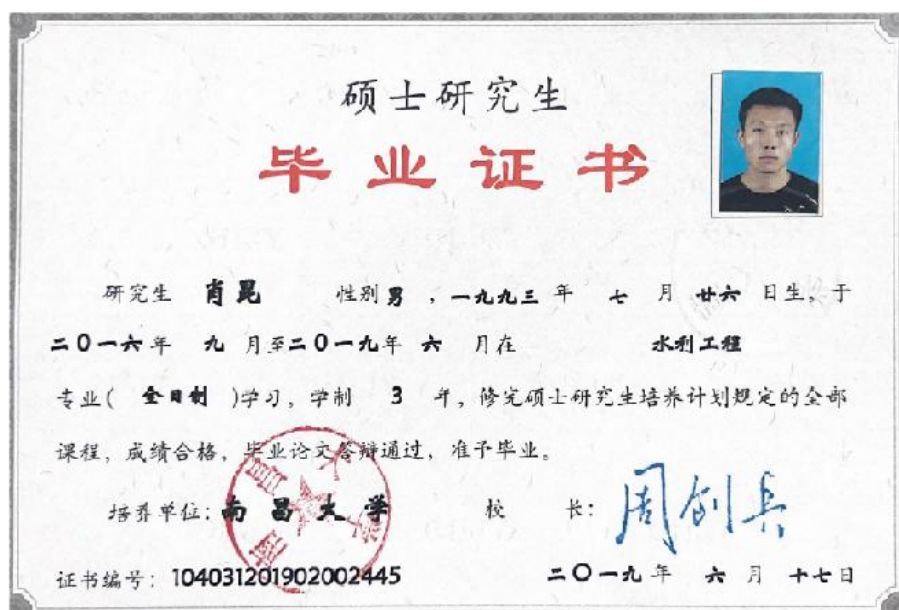 硕士研究生
毕业证书
研究生 肖昆 性别 男 ，一九九三 年 七 月 廿六 日生，于
二〇一六年 九 月至二〇一九年 六 月在 水利工程
专业( 全日制 )学习，学制 3 年，修完硕士研究生培养计划规定的全部
课程，成绩合格，毕业论文答辩通过，准予毕业。
培养单位：南昌大学 校 长：周创兵
证书编号：104031201902002445 二〇一九 年 六 月 十七日